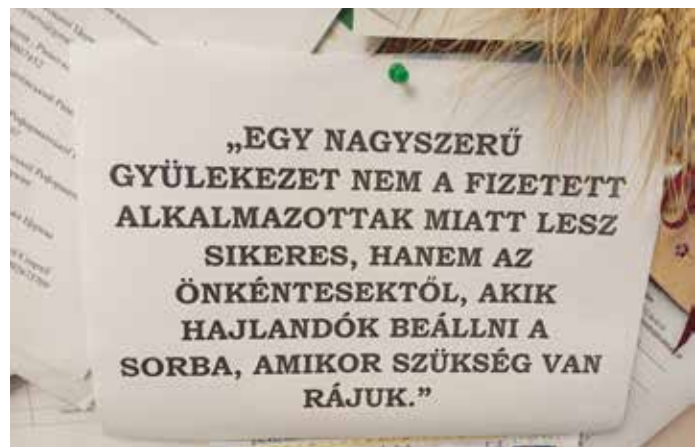 „EGY NAGYSZERŰ
GYÜLEKEZET NEM A FIZETETT
ALKALMAZOTTAK MIATT LESZ
SIKERES, HANEM AZ
ÖNKÉNTESEKTŐL, AKIK
HAJLANDÓK BEÁLLNI A
SORBA, AMIKOR SZÜKSÉG VAN
RÁJUK.”